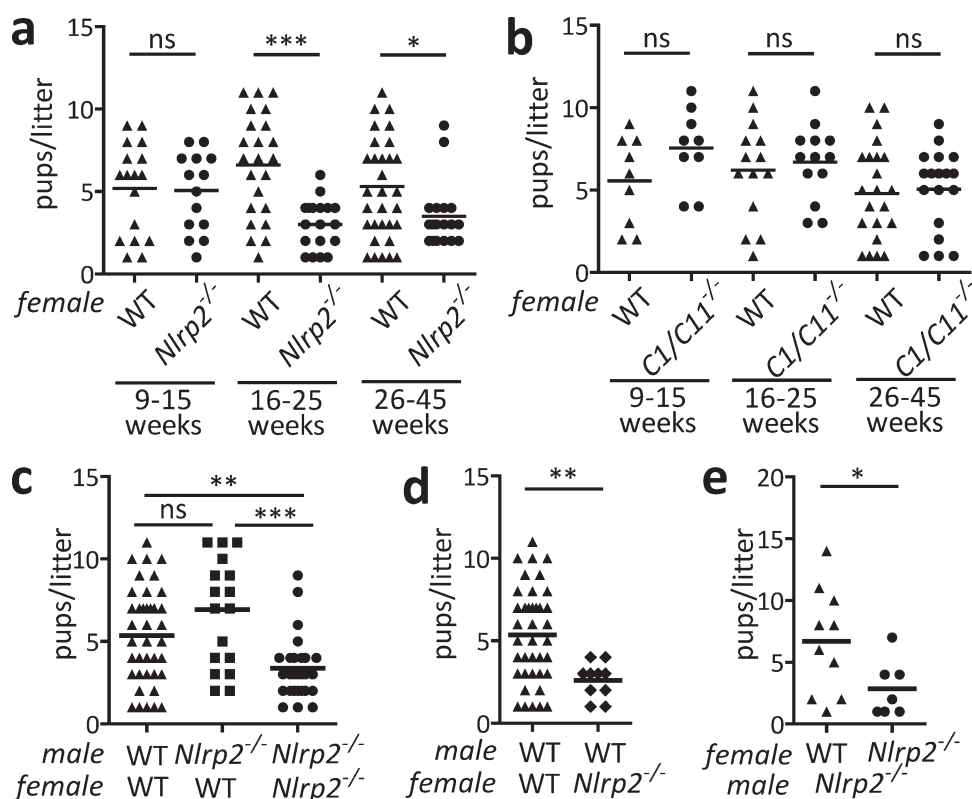 a
pups/litter
15
10
5
0
ns
***
*
female
WT
Nlrp2-/-
WT
Nlrp2-/-
WT
Nlrp2-/-
9-15
weeks
16-25
weeks
26-45
weeks
b
pups/litter
15
10
5
0
ns
ns
ns
female
WT
C1/C11-/-
WT
C1/C11-/-
WT
C1/C11-/-
9-15
weeks
16-25
weeks
26-45
weeks
c
pups/litter
15
10
5
0
**
ns
***
male WT Nlrp2-/- Nlrp2-/-
female WT WT Nlrp2-/-
d
pups/litter
15
10
5
0
**
male WT WT
female WT Nlrp2-/-
e
pups/litter
20
15
10
5
0
*
female WT Nlrp2-/-
male Nlrp2-/-